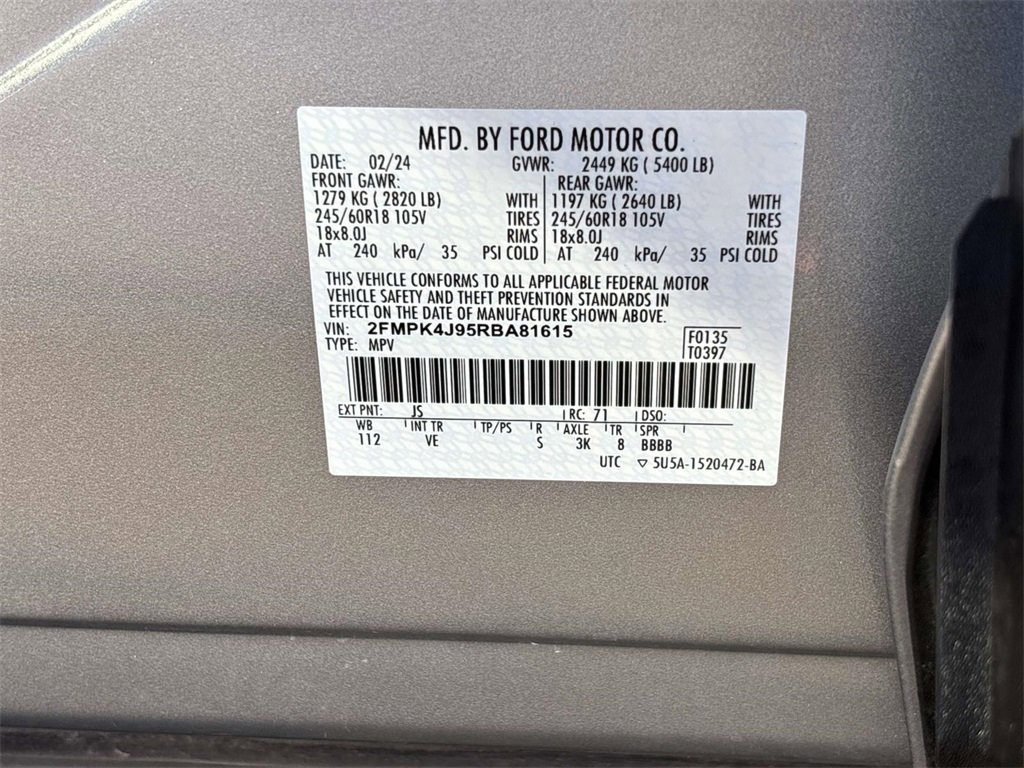 MFD. BY FORD MOTOR CO.
DATE: 02/24 GVWR: 2449 KG ( 5400 LB)
FRONT GAWR: REAR GAWR:
1279 KG ( 2820 LB) WITH 1197 KG ( 2640 LB) WITH
245/60R18 105V TIRES 245/60R18 105V TIRES
18x8.0J RIMS 18x8.0J RIMS
AT 240 kPa/ 35 PSI COLD AT 240 kPa/ 35 PSI COLD
THIS VEHICLE CONFORMS TO ALL APPLICABLE FEDERAL MOTOR
VEHICLE SAFETY AND THEFT PREVENTION STANDARDS IN
EFFECT ON THE DATE OF MANUFACTURE SHOWN ABOVE.
VIN: 2FMPK4J95RBA81615 F0135
TYPE: MPV T0397
EXT PNT: JS RC: 71 DSO:
WB INT TR TP/PS R AXLE TR SPR
112 VE S 3K 8 BBBB
UTC ▽ 5U5A-1520472-BA